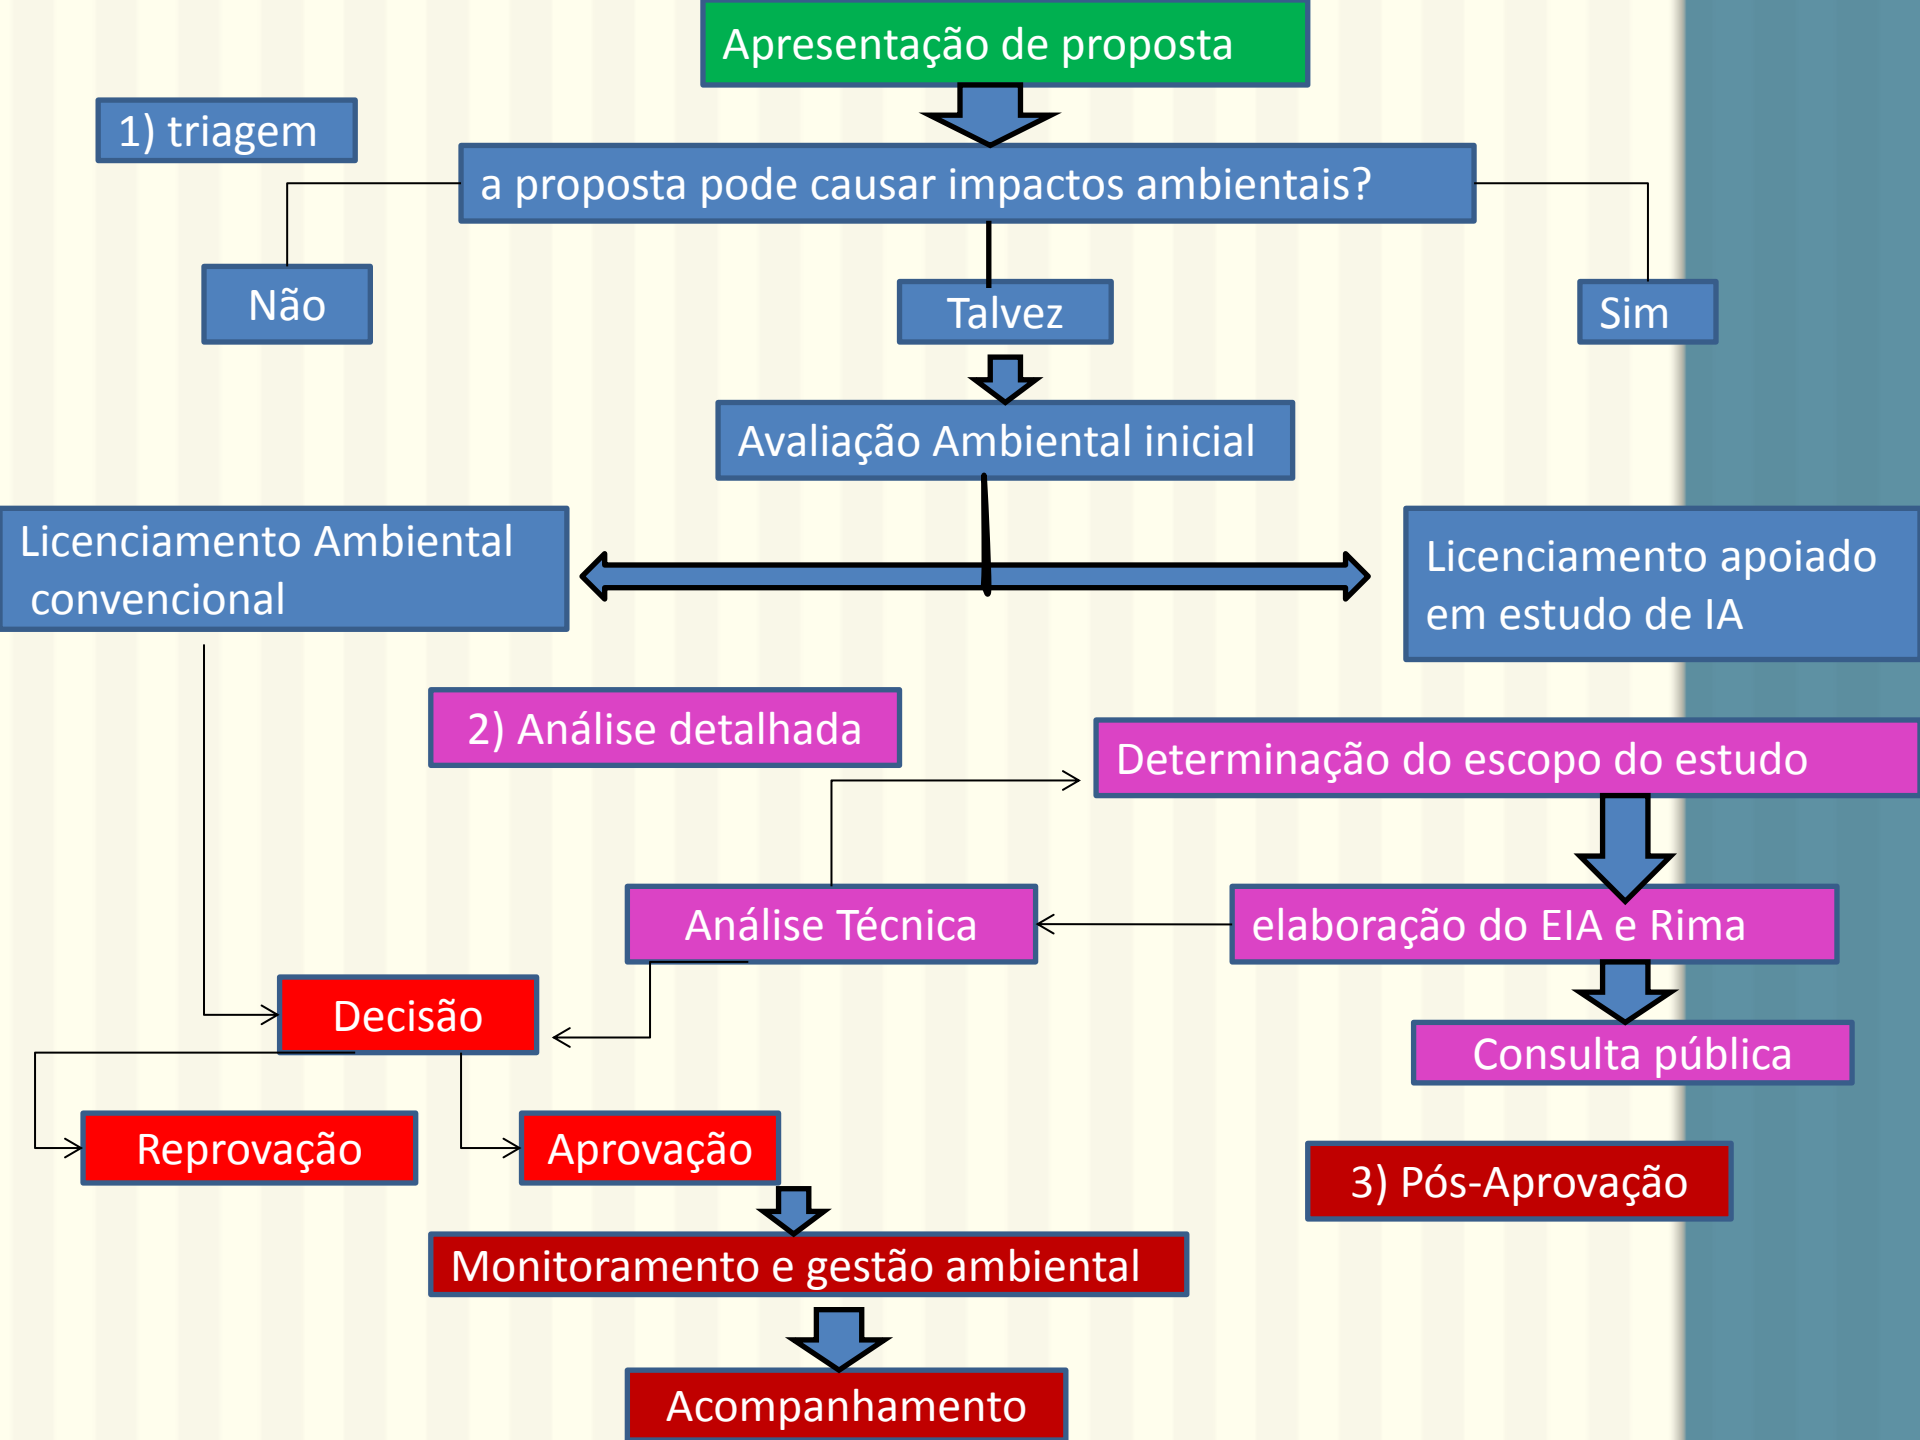 Apresentação de proposta
1) triagem
a proposta pode causar impactos ambientais?
Não
Talvez
Sim
Avaliação Ambiental inicial
Licenciamento Ambiental
convencional
Licenciamento apoiado
em estudo de IA
2) Análise detalhada
Determinação do escopo do estudo
Análise Técnica
elaboração do EIA e Rima
Decisão
Consulta pública
Reprovação
Aprovação
3) Pós-Aprovação
Monitoramento e gestão ambiental
Acompanhamento